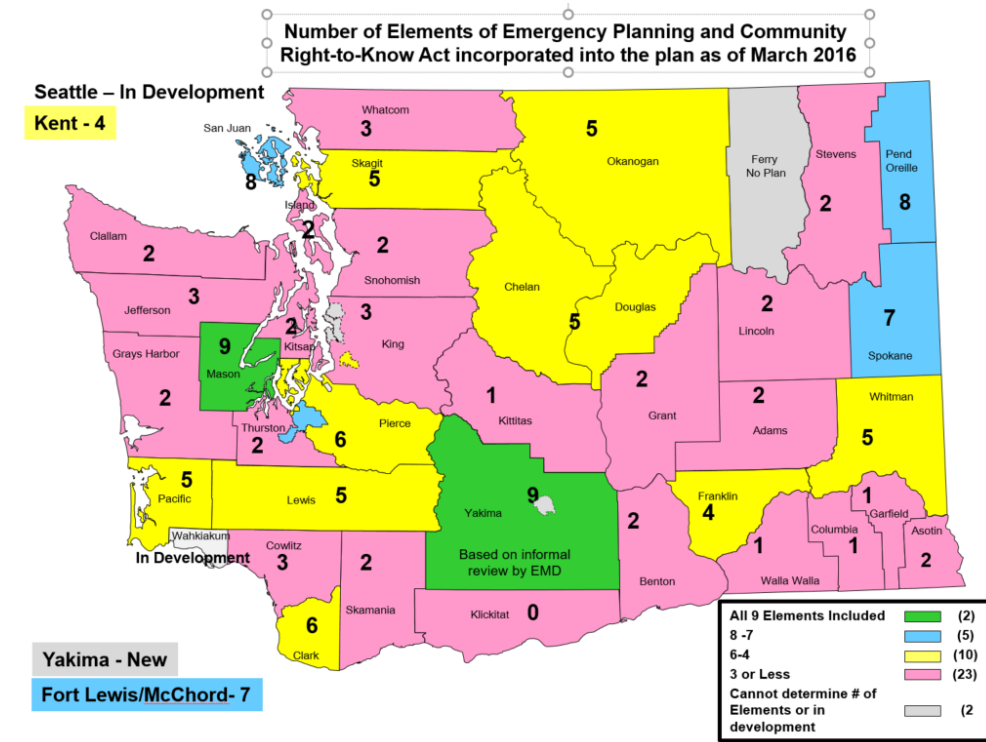 Number of Elements of Emergency Planning and Community
Right-to-Know Act incorporated into the plan as of March 2016
Seattle – In Development
Kent - 4
San Juan
8
Whatcom
3
Skagit
5
Okanogan
5
Ferry
No Plan
Stevens
2
Pend
Oreille
8
Island
2
Clallam
2
Snohomish
2
Chelan
Douglas
5
Jefferson
3
Kitsap
2
King
3
Lincoln
2
Spokane
7
Grays Harbor
2
Mason
9
Kittitas
1
Grant
2
Adams
2
Whitman
5
Thurston
2
Pierce
6
Pacific
5
Lewis
5
Yakima
9
Based on informal
review by EMD
Franklin
4
Benton
2
Walla Walla
1
Columbia
1
Garfield
1
Asotin
2
Wahkiakum
In Development
Cowlitz
3
Skamania
2
Klickitat
0
Clark
6
Yakima - New
Fort Lewis/McChord- 7
All 9 Elements Included (2)
8 -7 (5)
6-4 (10)
3 or Less (23)
Cannot determine # of
Elements or in
development (2